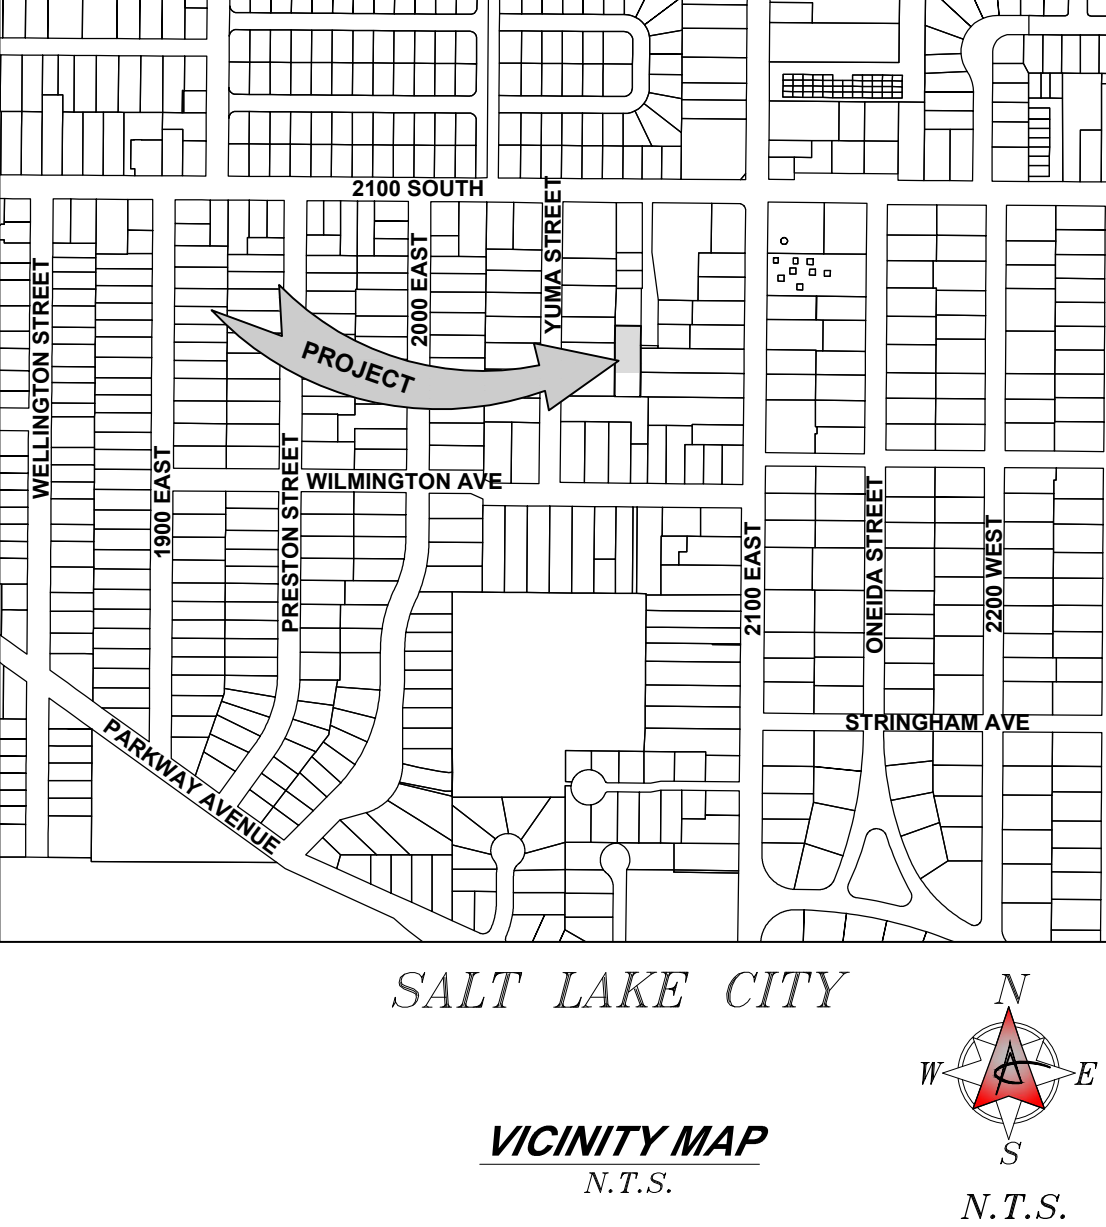 2100 SOUTH
YUMA STREET
2000 EAST
WELLINGTON STREET
PROJECT
1900 EAST
PRESTON STREET
WILMINGTON AVE
2100 EAST
ONEIDA STREET
2200 WEST
STRINGHAM AVE
PARKWAY AVENUE
SALT LAKE CITY
N
W
E
S
VICINITY MAP
N.T.S.
N.T.S.